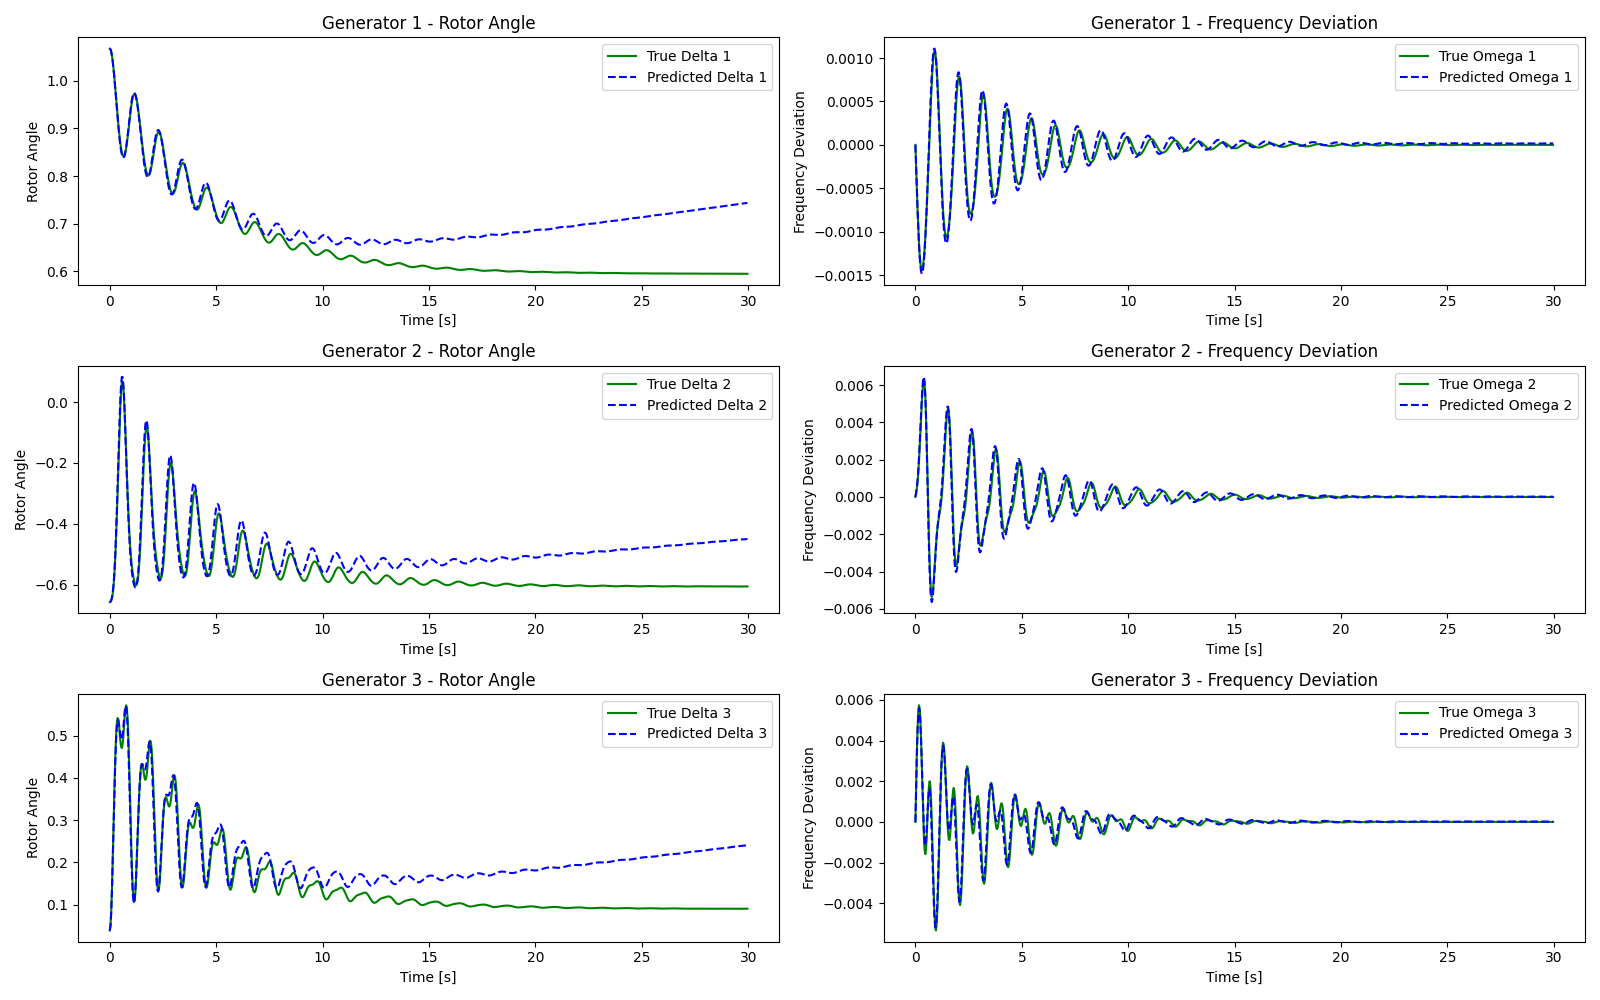 Generator 1 - Rotor Angle
Rotor Angle
1.0
0.9
0.8
0.7
0.6
True Delta 1
Predicted Delta 1
0 5 10 15 20 25 30
Time [s]
Generator 1 - Frequency Deviation
Frequency Deviation
0.0010
0.0005
0.0000
−0.0005
−0.0010
−0.0015
True Omega 1
Predicted Omega 1
0 5 10 15 20 25 30
Time [s]
Generator 2 - Rotor Angle
Rotor Angle
0.0
−0.2
−0.4
−0.6
True Delta 2
Predicted Delta 2
0 5 10 15 20 25 30
Time [s]
Generator 2 - Frequency Deviation
Frequency Deviation
0.006
0.004
0.002
0.000
−0.002
−0.004
−0.006
True Omega 2
Predicted Omega 2
0 5 10 15 20 25 30
Time [s]
Generator 3 - Rotor Angle
Rotor Angle
0.5
0.4
0.3
0.2
0.1
True Delta 3
Predicted Delta 3
0 5 10 15 20 25 30
Time [s]
Generator 3 - Frequency Deviation
Frequency Deviation
0.006
0.004
0.002
0.000
−0.002
−0.004
True Omega 3
Predicted Omega 3
0 5 10 15 20 25 30
Time [s]